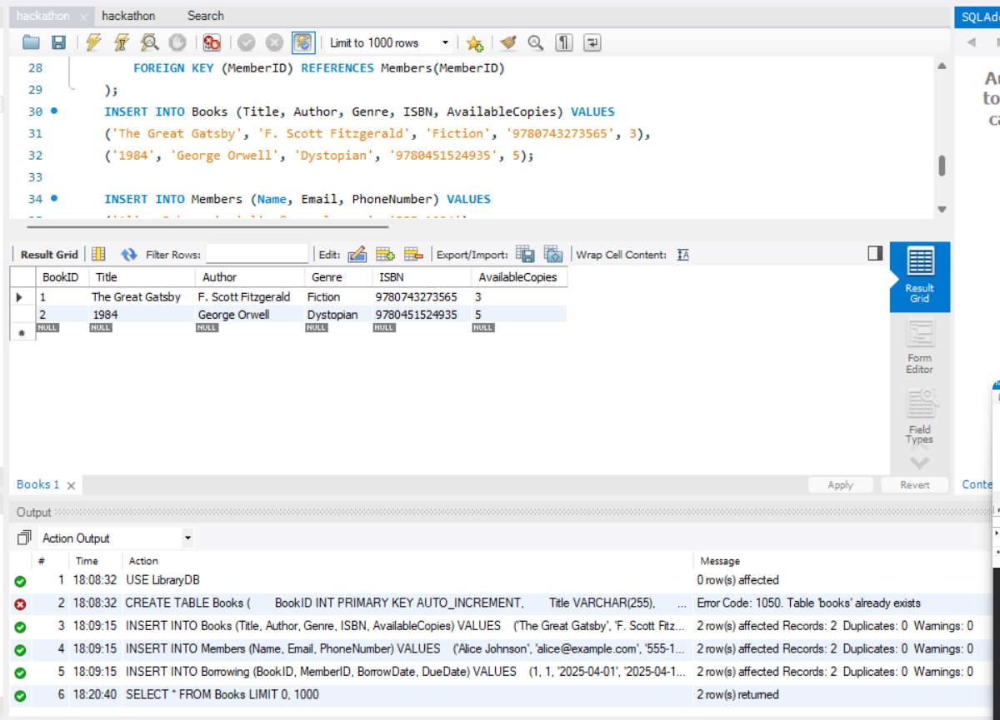 hackathon hackathon Search
SQLAd
Limit to 1000 rows
28 FOREIGN KEY (MemberID) REFERENCES Members(MemberID)
29 );
30 INSERT INTO Books (Title, Author, Genre, ISBN, AvailableCopies) VALUES
31 ('The Great Gatsby', 'F. Scott Fitzgerald', 'Fiction', '9780743273565', 3),
32 ('1984', 'George Orwell', 'Dystopian', '9780451524935', 5);
33
34 INSERT INTO Members (Name, Email, PhoneNumber) VALUES
Result Grid Filter Rows: Edit: Export/Import: Wrap Cell Content:
BookID Title Author Genre ISBN AvailableCopies
1 The Great Gatsby F. Scott Fitzgerald Fiction 9780743273565 3
2 1984 George Orwell Dystopian 9780451524935 5
NULL NULL NULL NULL NULL NULL
Result
Grid
Form
Editor
Field
Types
Books 1 Apply Revert Conte
Output
Action Output
# Time Action Message
1 18:08:32 USE LibraryDB 0 row(s) affected
2 18:08:32 CREATE TABLE Books ( BookID INT PRIMARY KEY AUTO_INCREMENT, Title VARCHAR(255), ... Error Code: 1050. Table 'books' already exists
3 18:09:15 INSERT INTO Books (Title, Author, Genre, ISBN, AvailableCopies) VALUES ('The Great Gatsby', 'F. Scott Fitz... 2 row(s) affected Records: 2 Duplicates: 0 Warnings: 0
4 18:09:15 INSERT INTO Members (Name, Email, PhoneNumber) VALUES ('Alice Johnson', 'alice@example.com', '555-1... 2 row(s) affected Records: 2 Duplicates: 0 Warnings: 0
5 18:09:15 INSERT INTO Borrowing (BookID, MemberID, BorrowDate, DueDate) VALUES (1, 1, '2025-04-01', '2025-04-1... 2 row(s) affected Records: 2 Duplicates: 0 Warnings: 0
6 18:20:40 SELECT * FROM Books LIMIT 0, 1000 2 row(s) returned